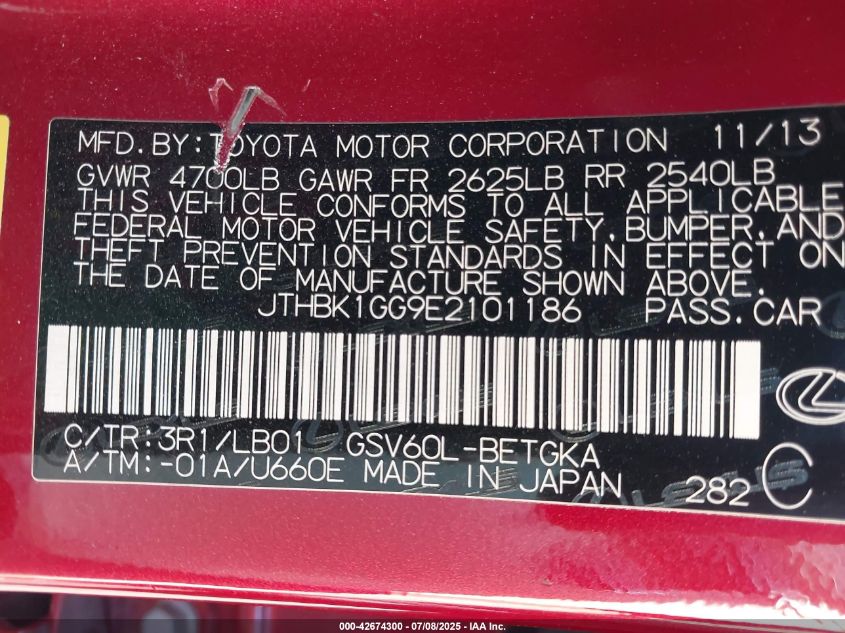 MFD.BY:TOYOTA MOTOR CORPORATION 11/13
GVWR 4700LB GAWR FR 2625LB RR 2540LB
THIS VEHICLE CONFORMS TO ALL APPLICABLE
FEDERAL MOTOR VEHICLE SAFETY,BUMPER,AND
THEFT PREVENTION STANDARDS IN EFFECT ON
THE DATE OF MANUFACTURE SHOWN ABOVE.
JTHBK1GG9E2101186 PASS.CAR
C/TR:3R1/LB01 GSV60L-BETGKA
A/TM:-01A/U660E MADE IN JAPAN 282
LEXUS
000-42674300 - 07/08/2025 - IAA Inc.